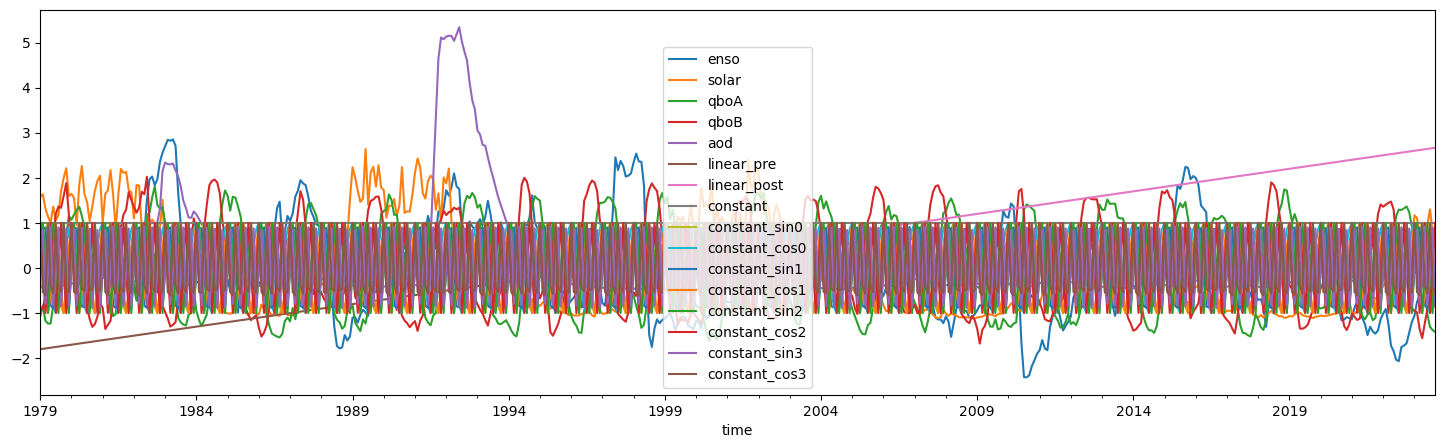 5
4
3
2
1
0
−1
−2
enso
solar
qboA
qboB
aod
linear_pre
linear_post
constant
constant_sin0
constant_cos0
constant_sin1
constant_cos1
constant_sin2
constant_cos2
constant_sin3
constant_cos3
1979 1984 1989 1994 1999 2004 2009 2014 2019
time